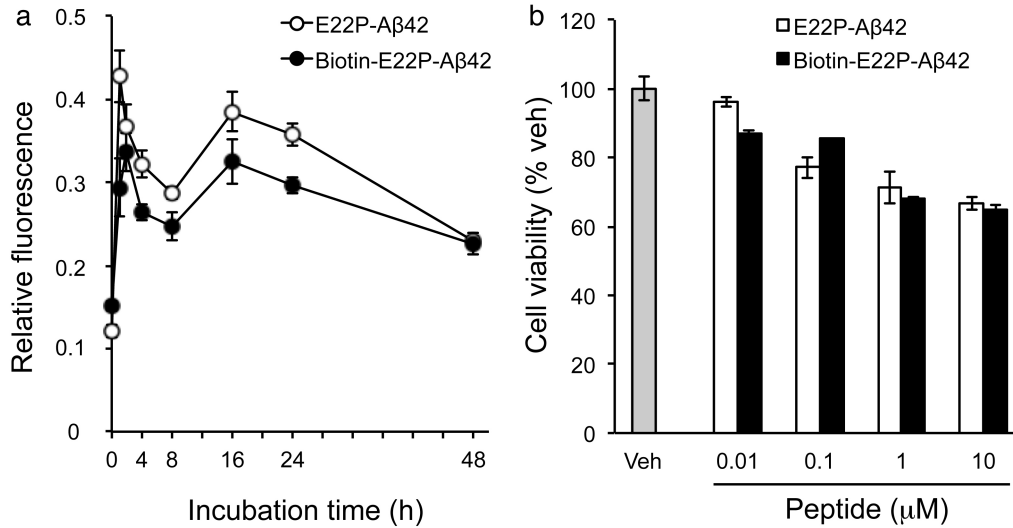 a
0.5
0.4
0.3
0.2
0.1
0
Relative fluorescence
E22P-Aβ42
Biotin-E22P-Aβ42
0 4 8 16 24 48
Incubation time (h)
b
120
100
80
60
40
20
0
Cell viability (% veh)
E22P-Aβ42
Biotin-E22P-Aβ42
Veh 0.01 0.1 1 10
Peptide (μM)